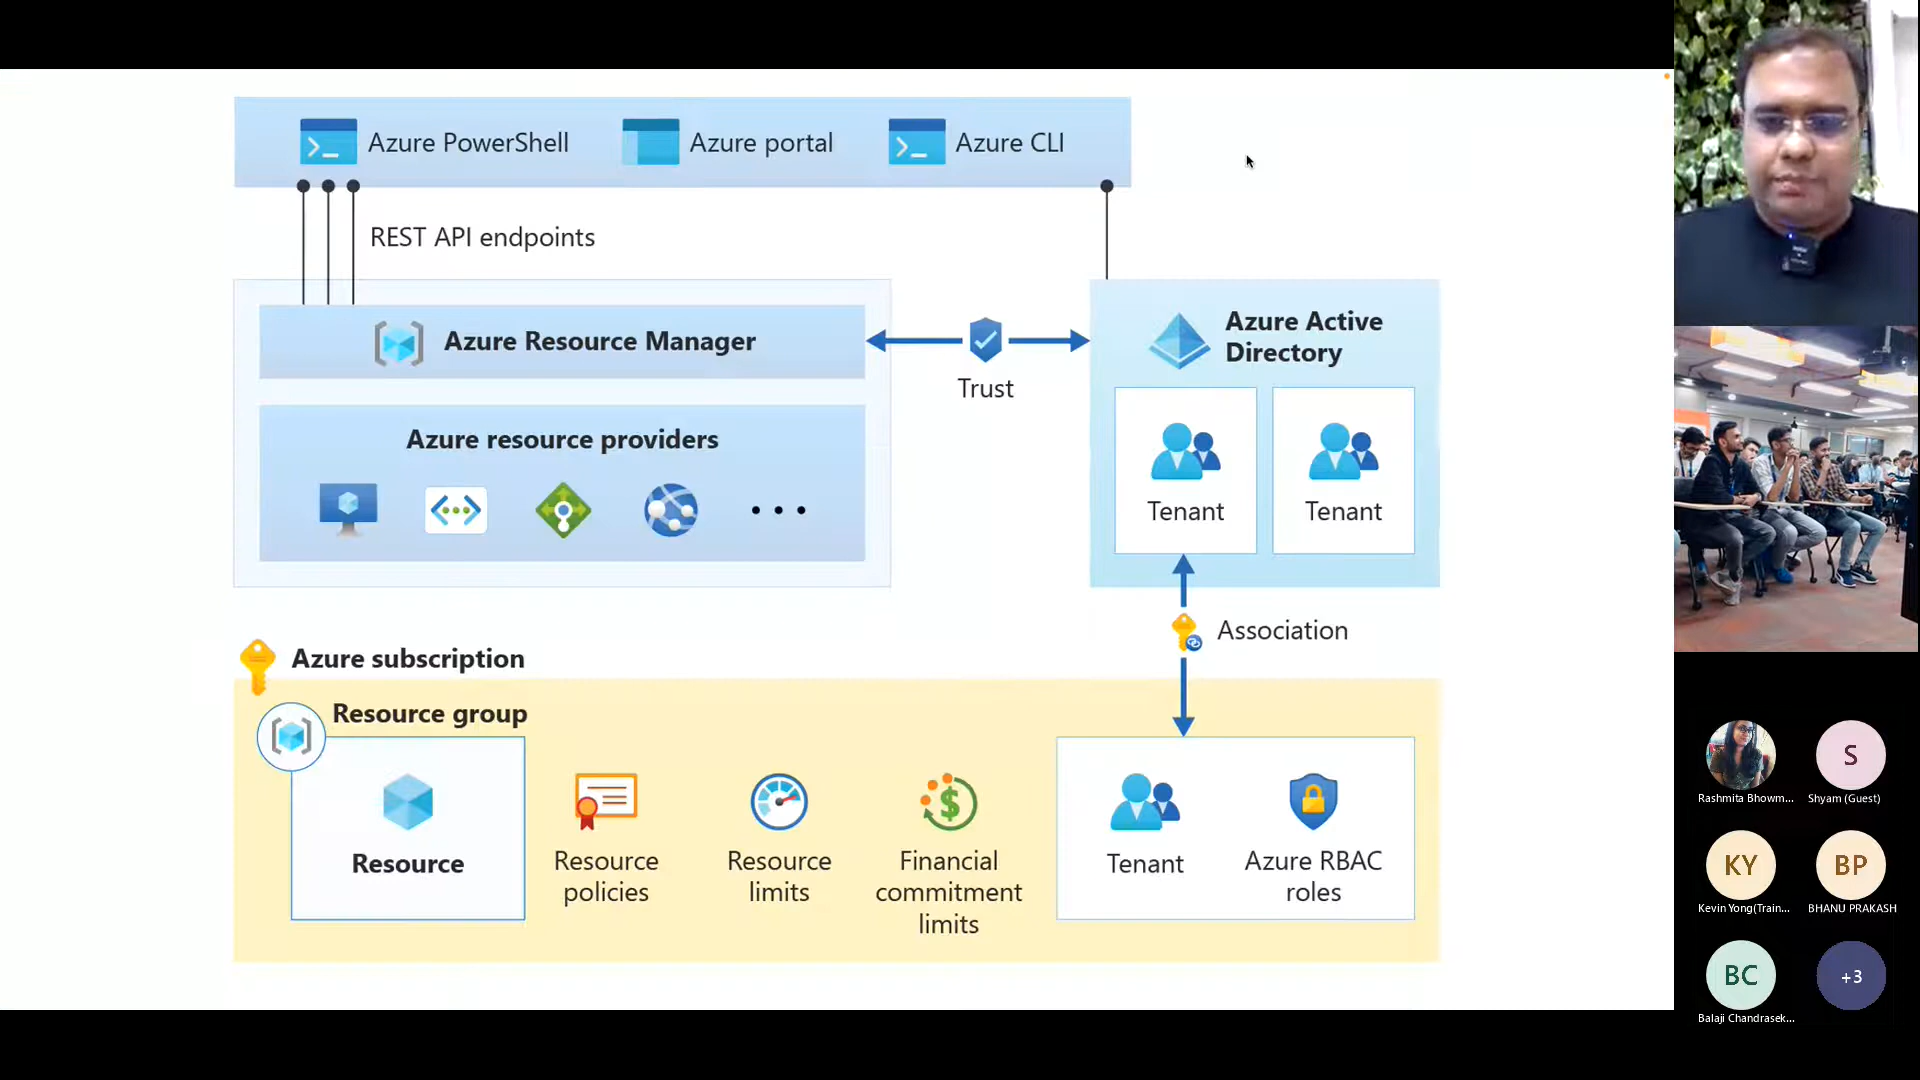 Azure PowerShell
Azure portal
Azure CLI
REST API endpoints
Azure Resource Manager
Trust
Azure Active
Directory
Azure resource providers
Tenant
Tenant
Association
Azure subscription
Resource group
Resource
Resource
policies
Resource
limits
Financial
commitment
limits
Tenant
Azure RBAC
roles
Rashmita Bhowm...
S
Shyam (Guest)
KY
Kevin Yong(Train...
BP
BHANU PRAKASH
BC
Balaji Chandrasek...
+3